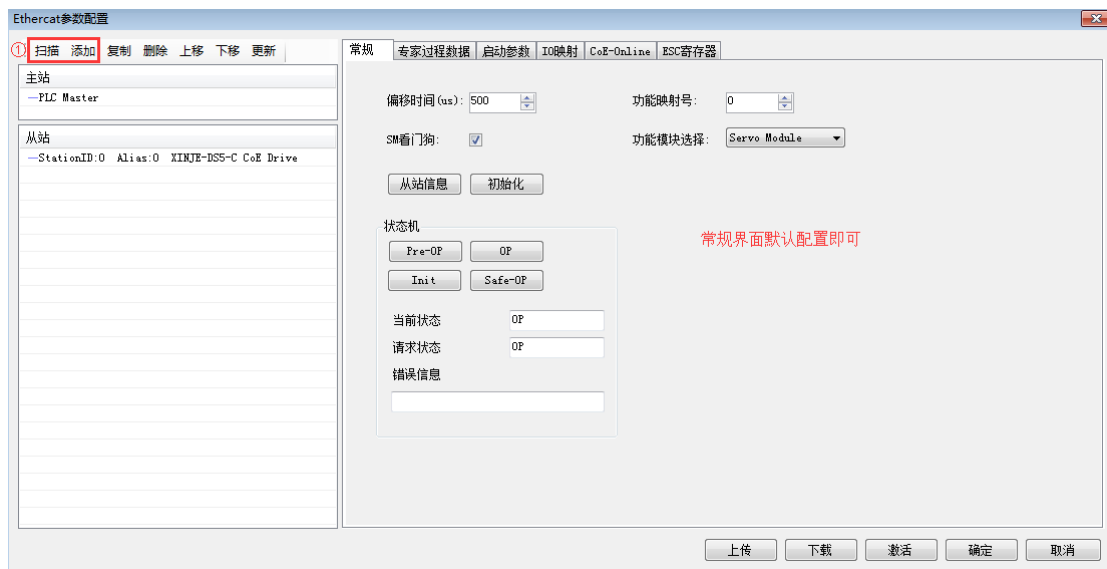 Ethercat参数配置
① 扫描 添加 复制 删除 上移 下移 更新
常规 专家过程数据 启动参数 IO映射 CoE-Online ESC寄存器
主站
PLC Master
从站
StationID:0 Alias:0 XINJE-DS5-C CoE Drive
偏移时间(us): 500 功能映射号: 0
SM看门狗: 功能模块选择: Servo Module
从站信息 初始化
状态机
Pre-OP OP
Init Safe-OP
常规界面默认配置即可
当前状态 OP
请求状态 OP
错误信息
上传 下载 激活 确定 取消